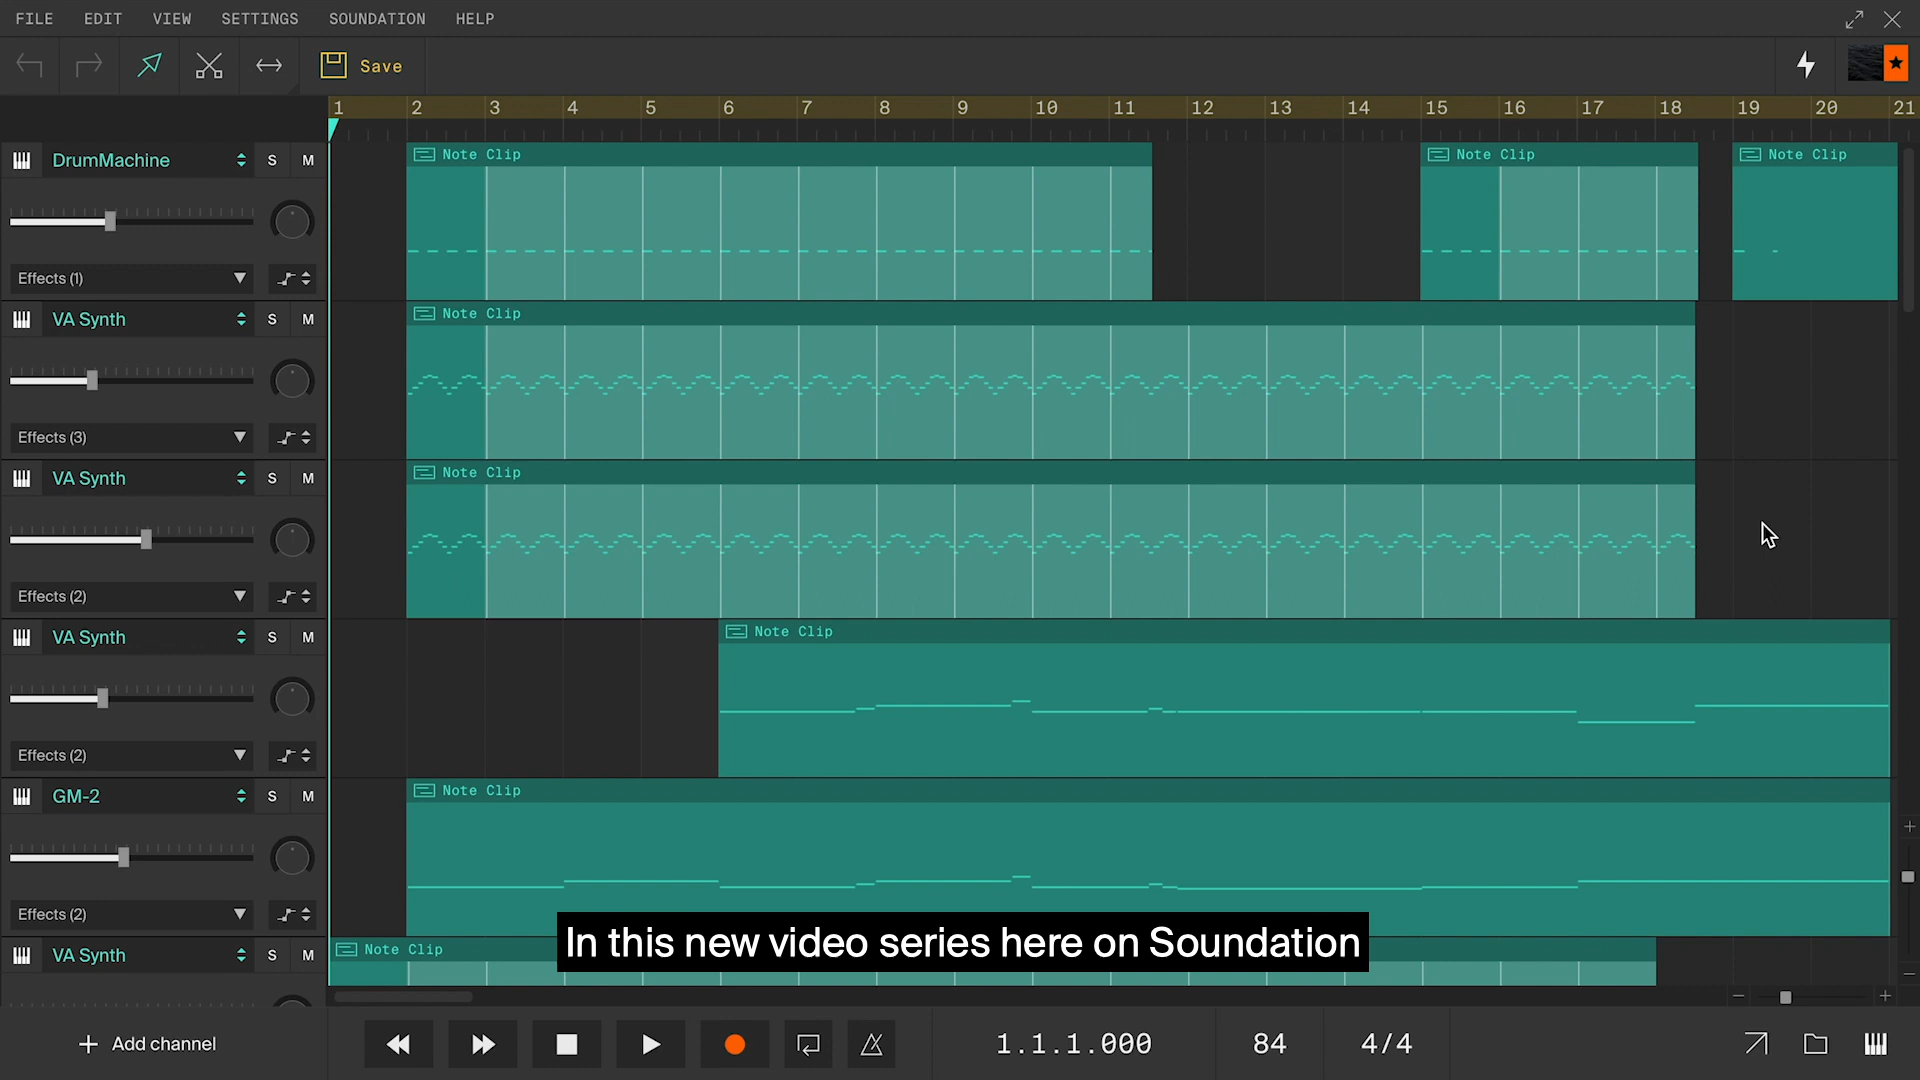 FILE EDIT VIEW SETTINGS SOUNDATION HELP
Save
1 2 3 4 5 6 7 8 9 10 11 12 13 14 15 16 17 18 19 20 21
DrumMachine S M
Note Clip Note Clip Note Clip
Effects (1)
VA Synth S M
Note Clip
Effects (3)
VA Synth S M
Note Clip
Effects (2)
VA Synth S M
Note Clip
Effects (2)
GM-2 S M
Note Clip
Effects (2)
VA Synth S M
Note Clip
In this new video series here on Soundation
+ Add channel
1.1.1.000 84 4/4